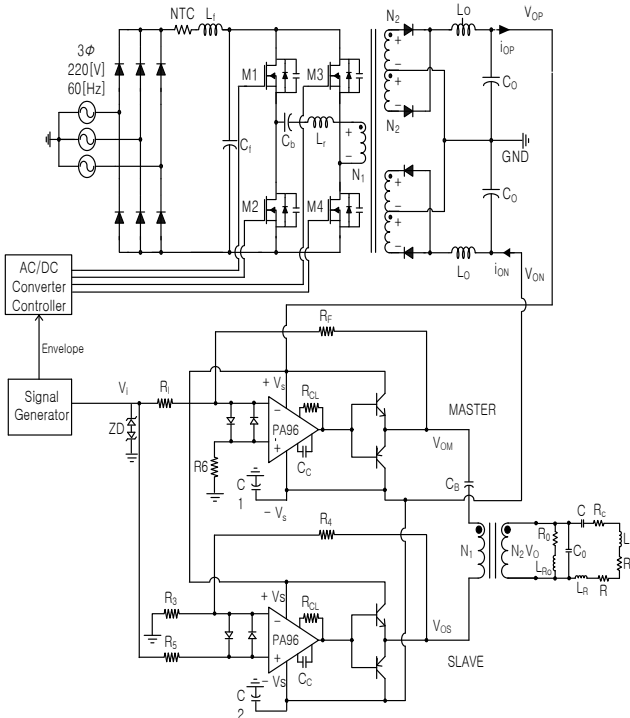 NTC
Lf
N2
Lo
VOP
iOP
3Φ
220[V]
60[Hz]
M1
M3
+
−
+
−
CO
N2
Cf
Cb
Lr
+
−
N1
GND
M2
M4
+
−
+
−
CO
LO
iON
VON
AC/DC
Converter
Controller
Envelope
RF
Signal
Generator
Vi
RI
+ Vs
RCL
ZD
−
PA96
+
MASTER
VOM
R6
CC
C
1
− Vs
CB
R4
C
Rc
N1
N2
VO
R0
C0
L
R
LRo
LR
R
+ Vs
RCL
R3
−
PA96
+
R5
VOS
CC
− Vs
C
2
SLAVE